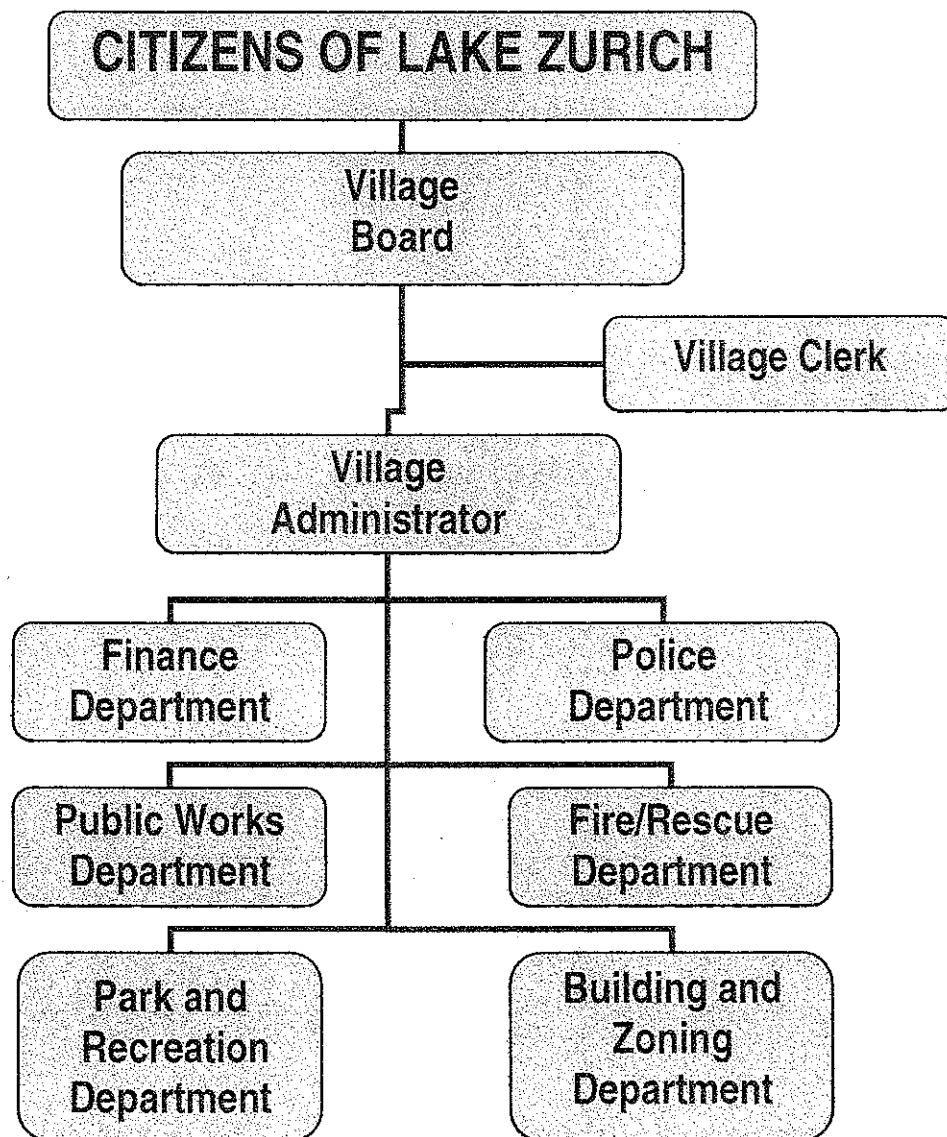 CITIZENS OF LAKE ZURICH
Village
Board
Village Clerk
Village
Administrator
Finance
Department
Police
Department
Public Works
Department
Fire/Rescue
Department
Park and
Recreation
Department
Building and
Zoning
Department